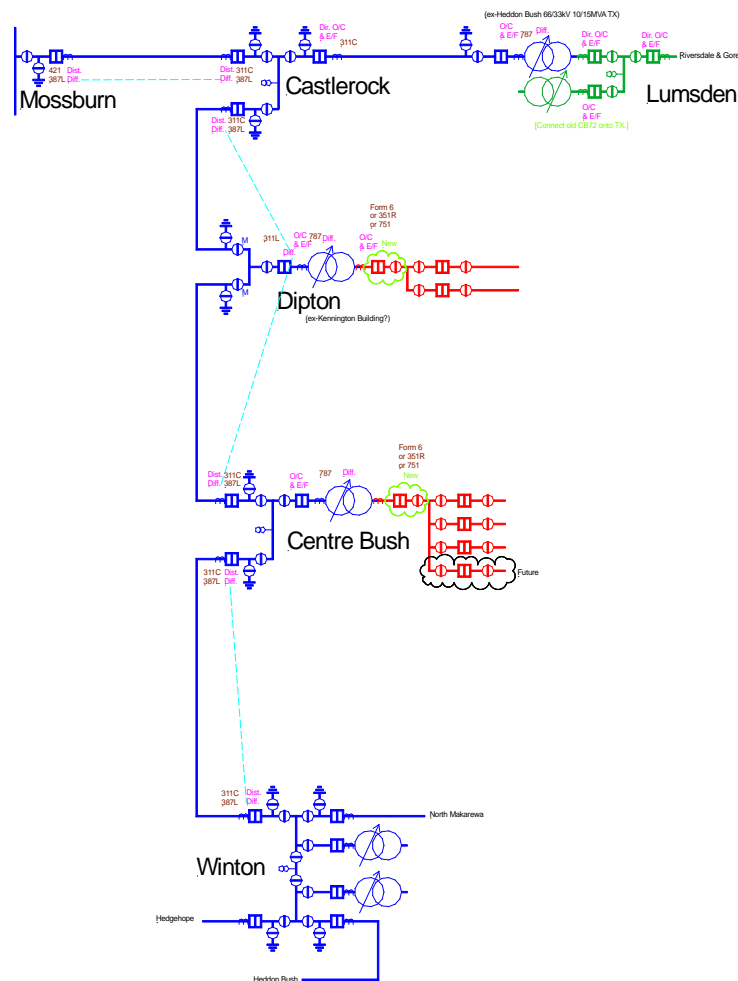 (ex-Heddon Bush 66/33kV 10/15MVA TX)
Dir. O/C
& E/F
311C
O/C
& E/F
787
Diff.
Dir. O/C
& E/F
Dir. O/C
& E/F
Riversdale & Gore
421
387L
Dist.
Diff.
Dist.
Diff.
311C
387L
Mossburn
Castlerock
Lumsden
O/C
& E/F
[Connect old CB72 onto TX.]
Dist.
Diff.
311C
387L
Form 6
or 351R
or 751
New
311L
Diff.
O/C
& E/F
787
Diff.
O/C
& E/F
M
M
Dipton
(ex-Kennington Building?)
Form 6
or 351R
or 751
New
Dist.
Diff.
311C
387L
O/C
& E/F
787
Diff.
Centre Bush
Future
311C
387L
Dist.
Diff.
311C
387L
Dist.
Diff.
North Makarewa
Winton
Hedgehope
Heddon Bush